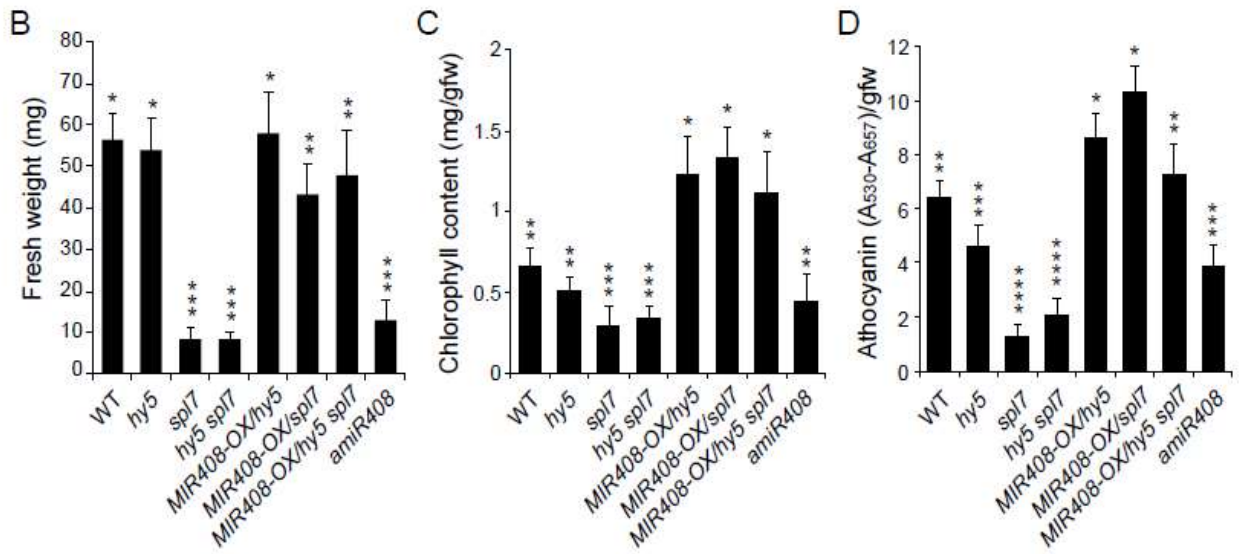 B
Fresh weight (mg)
80
70
60
50
40
30
20
10
0
*
*
***
***
*
**
**
***
WT
hy5
spl7
hy5 spl7
MIR408-OX/hy5
MIR408-OX/spl7
MIR408-OX/hy5 spl7
amiR408
C
Chlorophyll content (mg/gfw)
2
1.5
1
0.5
0
**
**
***
***
*
*
*
**
WT
hy5
spl7
hy5 spl7
MIR408-OX/hy5
MIR408-OX/spl7
MIR408-OX/hy5 spl7
amiR408
D
Athocyanin (A530-A657)/gfw
12
10
8
6
4
2
0
**
***
****
****
*
*
**
***
WT
hy5
spl7
hy5 spl7
MIR408-OX/hy5
MIR408-OX/spl7
MIR408-OX/hy5 spl7
amiR408